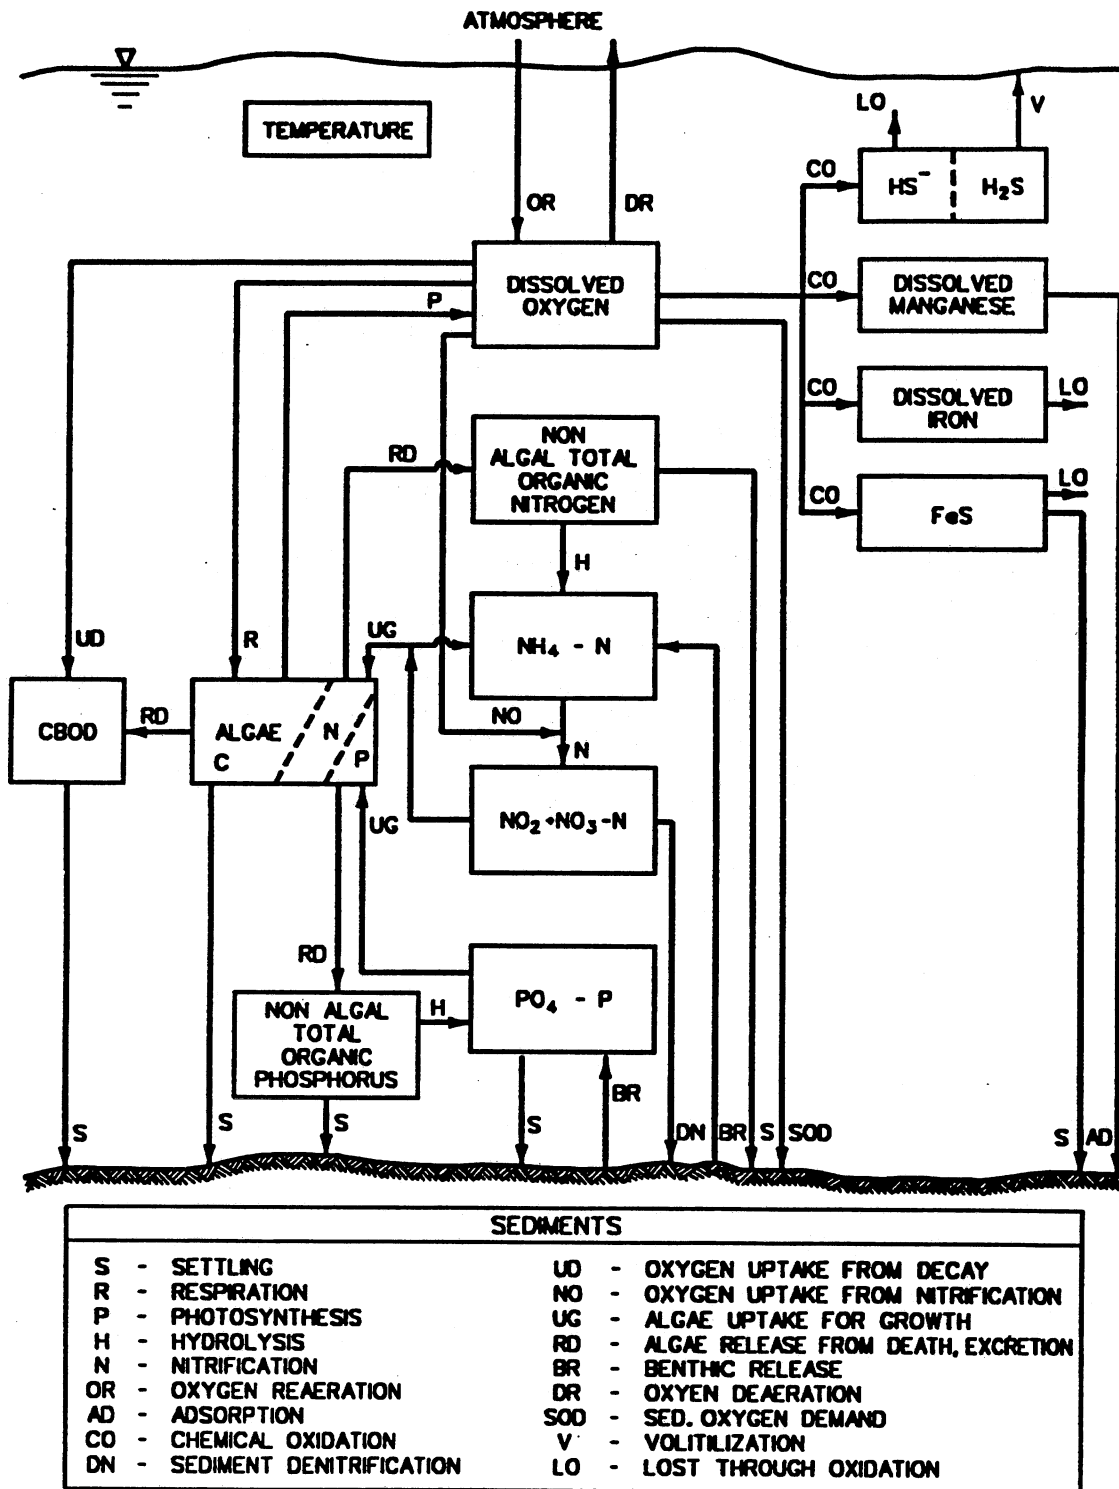 ATMOSPHERE
TEMPERATURE
LO
V
CO
HS⁻
H₂S
OR
DR
DISSOLVED
OXYGEN
P
CO
DISSOLVED
MANGANESE
CO
DISSOLVED
IRON
LO
RD
NON
ALGAL TOTAL
ORGANIC
NITROGEN
CO
FeS
LO
H
UD
R
UG
NH₄ - N
CBOD
RD
ALGAE
C
N
P
NO
N
UG
NO₂+NO₃-N
RD
PO₄ - P
NON ALGAL
TOTAL
ORGANIC
PHOSPHORUS
H
BR
S
S
S
S
DN
BR
S
SOD
S
AD
SEDIMENTS
S - SETTLING
R - RESPIRATION
P - PHOTOSYNTHESIS
H - HYDROLYSIS
N - NITRIFICATION
OR - OXYGEN REAERATION
AD - ADSORPTION
CO - CHEMICAL OXIDATION
DN - SEDIMENT DENITRIFICATION
UD - OXYGEN UPTAKE FROM DECAY
NO - OXYGEN UPTAKE FROM NITRIFICATION
UG - ALGAE UPTAKE FOR GROWTH
RD - ALGAE RELEASE FROM DEATH, EXCRETION
BR - BENTHIC RELEASE
DR - OXYEN DEAERATION
SOD - SED. OXYGEN DEMAND
V - VOLITILIZATION
LO - LOST THROUGH OXIDATION